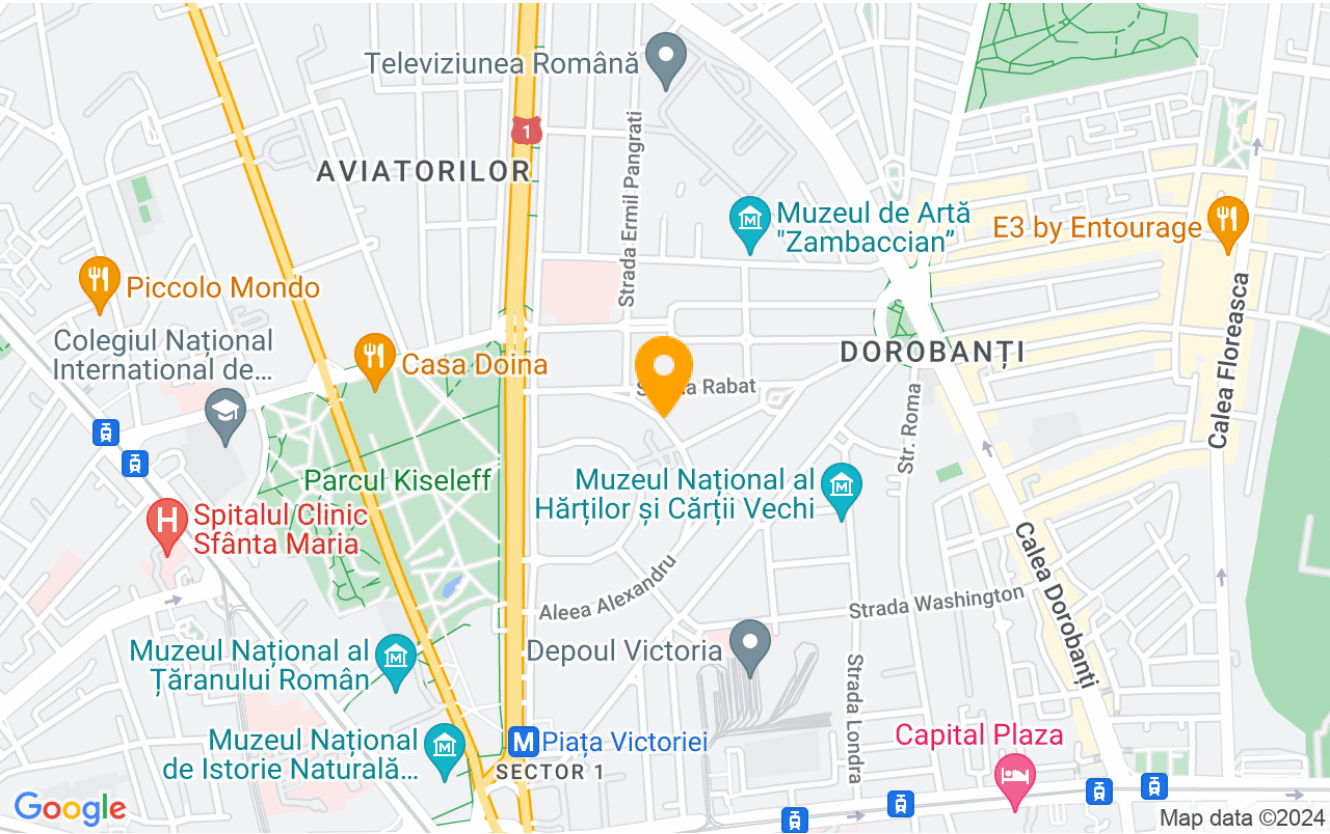 Televiziunea Română
1
AVIATORILOR
Strada Ermil Pangrati
Muzeul de Artă
"Zambaccian”
E3 by Entourage
Piccolo Mondo
Colegiul Național
International de...
Casa Doina
DOROBANȚI
Calea Floreasca
a Rabat
Str. Roma
Parcul Kiseleff
Muzeul Național al
Hărților și Cărții Vechi
H
Spitalul Clinic
Sfânta Maria
Calea Dorobanți
Aleea Alexandru
Strada Washington
Muzeul Național al
Țăranului Român
Depoul Victoria
Strada Londra
Muzeul Național
de Istorie Naturală...
M
Piața Victoriei
SECTOR 1
Capital Plaza
Google
Map data ©2024